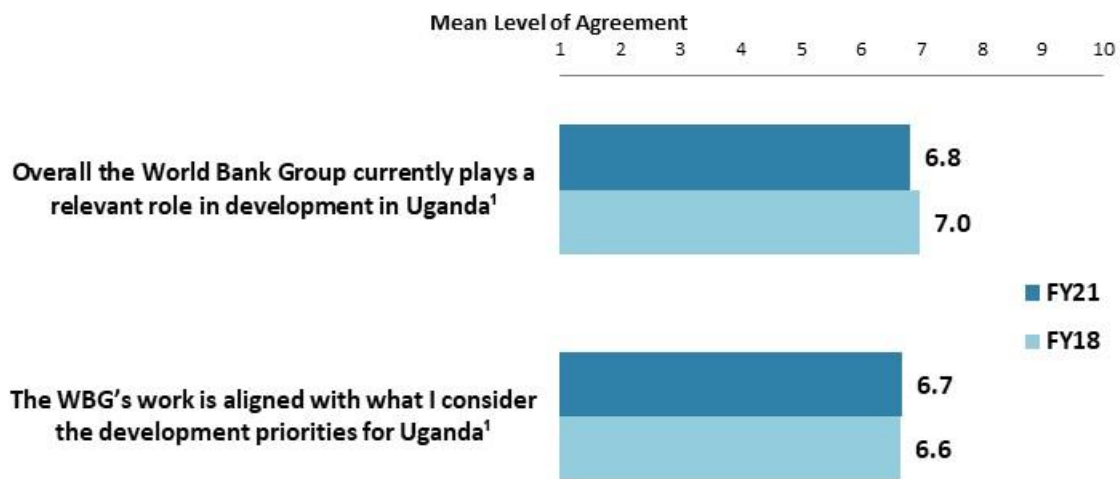 Mean Level of Agreement
1 2 3 4 5 6 7 8 9 10
Overall the World Bank Group currently plays a
relevant role in development in Uganda¹
6.8
7.0
FY21
FY18
The WBG’s work is aligned with what I consider
the development priorities for Uganda¹
6.7
6.6